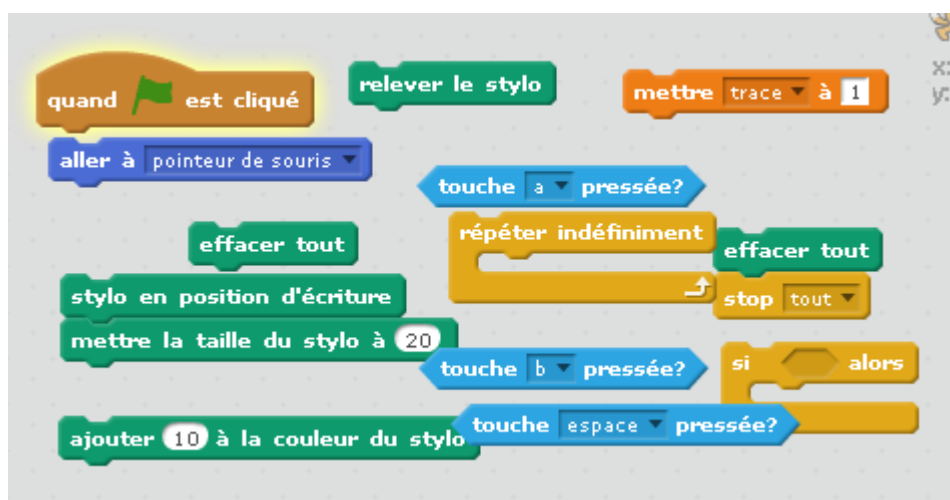 quand est cliqué
relever le stylo
mettre trace à 1
x:
y:
aller à pointeur de souris
touche a pressée?
répéter indéfiniment
effacer tout
effacer tout
stylo en position d'écriture
stop tout
mettre la taille du stylo à 20
touche b pressée?
si alors
touche espace pressée?
ajouter 10 à la couleur du stylo